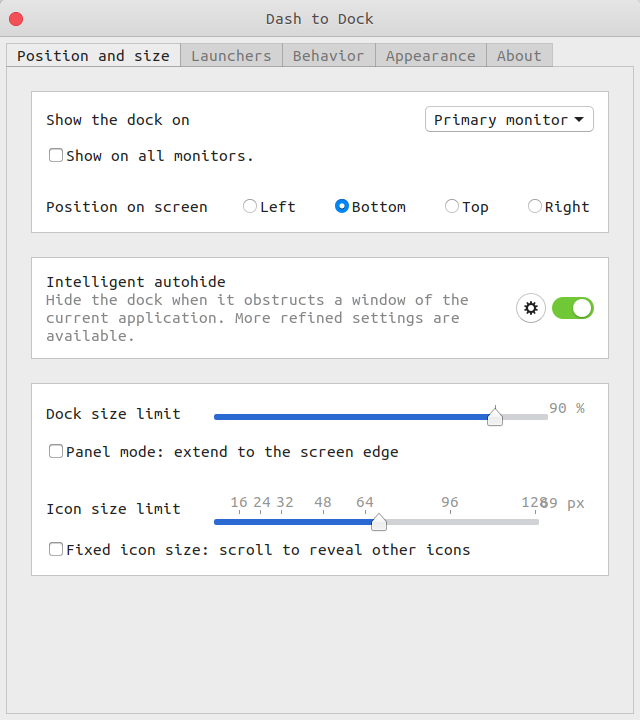 Dash to Dock
Position and size Launchers Behavior Appearance About
Show the dock on Primary monitor
Show on all monitors.
Position on screen Left Bottom Top Right
Intelligent autohide
Hide the dock when it obstructs a window of the
current application. More refined settings are
available.
Dock size limit 90 %
Panel mode: extend to the screen edge
Icon size limit 16 24 32 48 64 96 128 69 px
Fixed icon size: scroll to reveal other icons